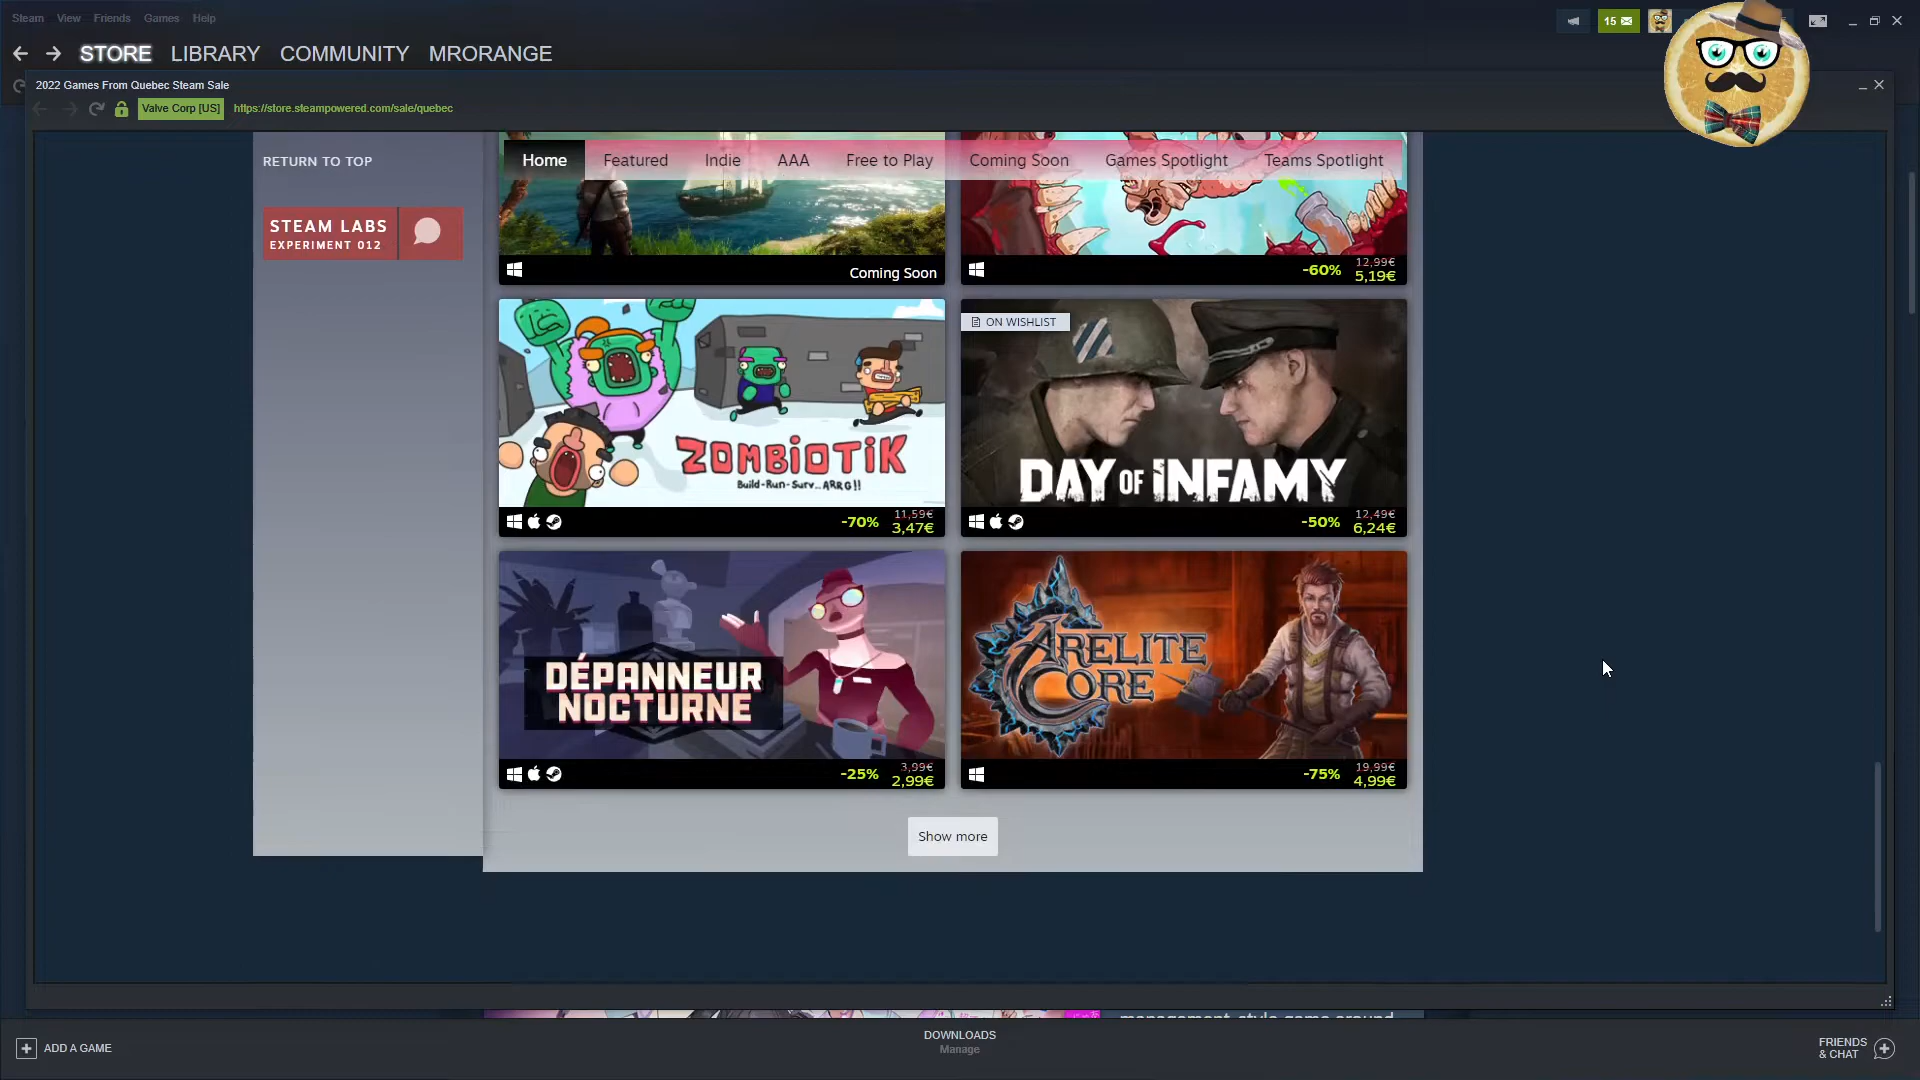 Steam View Friends Games Help
15
STORE LIBRARY COMMUNITY MRORANGE
2022 Games From Quebec Steam Sale
Valve Corp [US] https://store.steampowered.com/sale/quebec
RETURN TO TOP
Home Featured Indie AAA Free to Play Coming Soon Games Spotlight Teams Spotlight
STEAM LABS
EXPERIMENT 012
Coming Soon
-60% 12,99€
5,19€
ZOMBiOTiK
Build-Run-Surv...ARRG!!
-70% 11,59€
3,47€
ON WISHLIST
DAY OF INFAMY
-50% 12,49€
6,24€
DÉPANNEUR
NOCTURNE
-25% 3,99€
2,99€
ARELITE
CORE
-75% 19,99€
4,99€
Show more
management-style game around
ADD A GAME
DOWNLOADS
Manage
FRIENDS
& CHAT